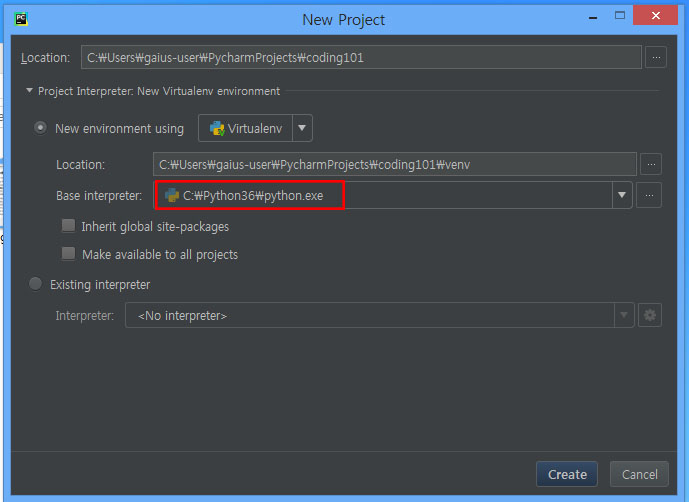 PC
New Project
Location: C:₩Users₩gaius-user₩PycharmProjects₩coding101 ...
Project Interpreter: New Virtualenv environment
New environment using Virtualenv
Location: C:₩Users₩gaius-user₩PycharmProjects₩coding101₩venv ...
Base interpreter: C:₩Python36₩python.exe ...
Inherit global site-packages
Make available to all projects
Existing interpreter
Interpreter: <No interpreter>
Create Cancel